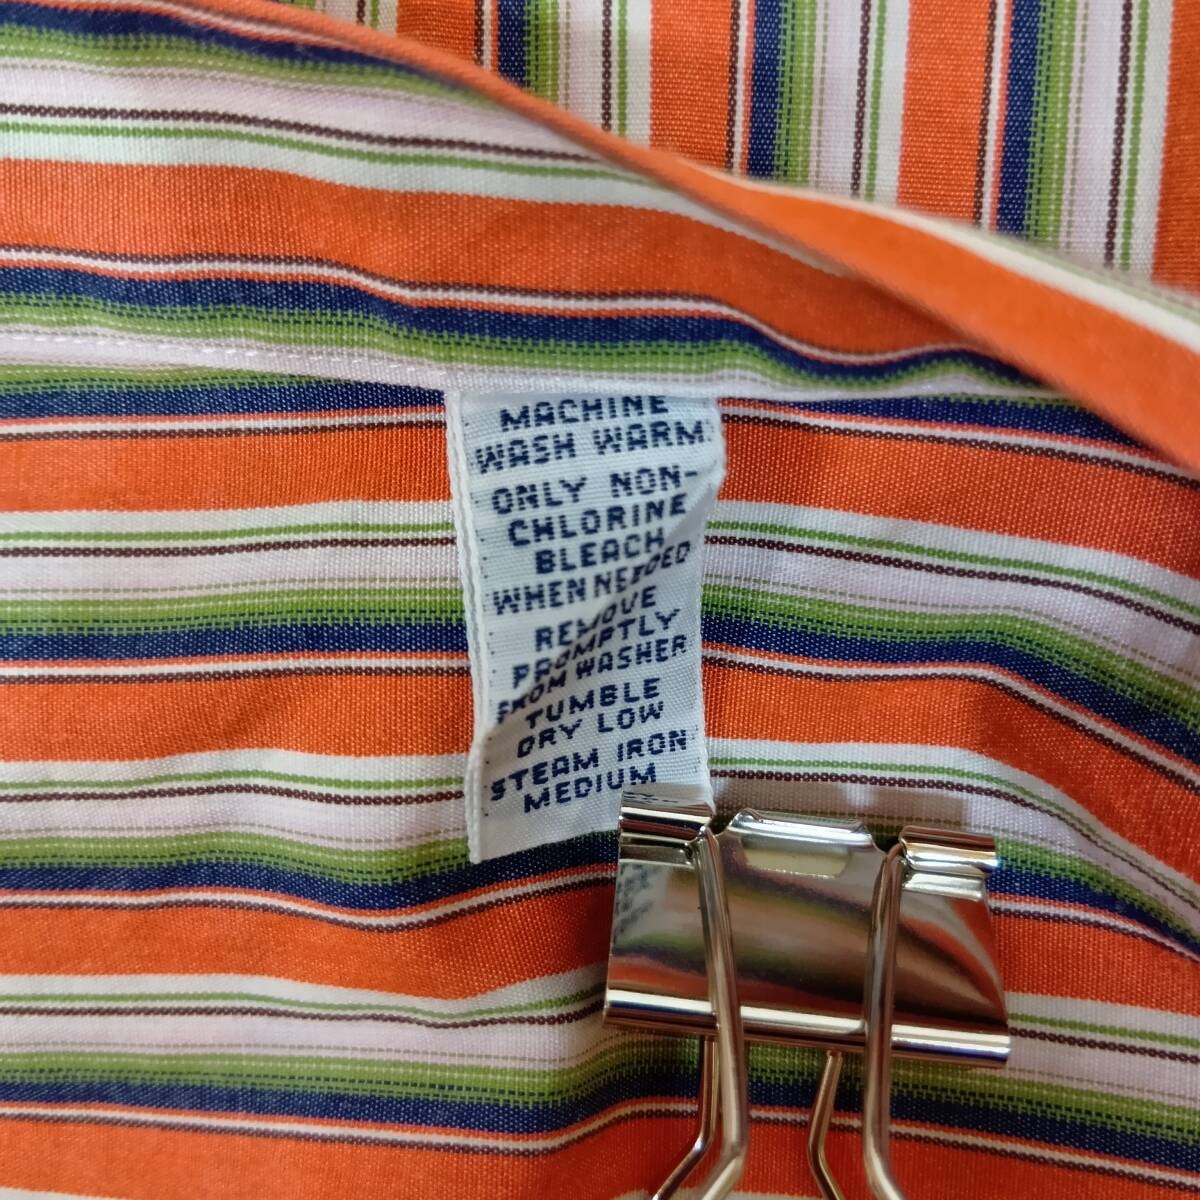 MACHINE
WASH WARM
ONLY NON-
CHLORINE
BLEACH
WHEN NEEDED
REMOVE
PROMPTLY
FROM WASHER
TUMBLE
DRY LOW
STEAM IRON
MEDIUM